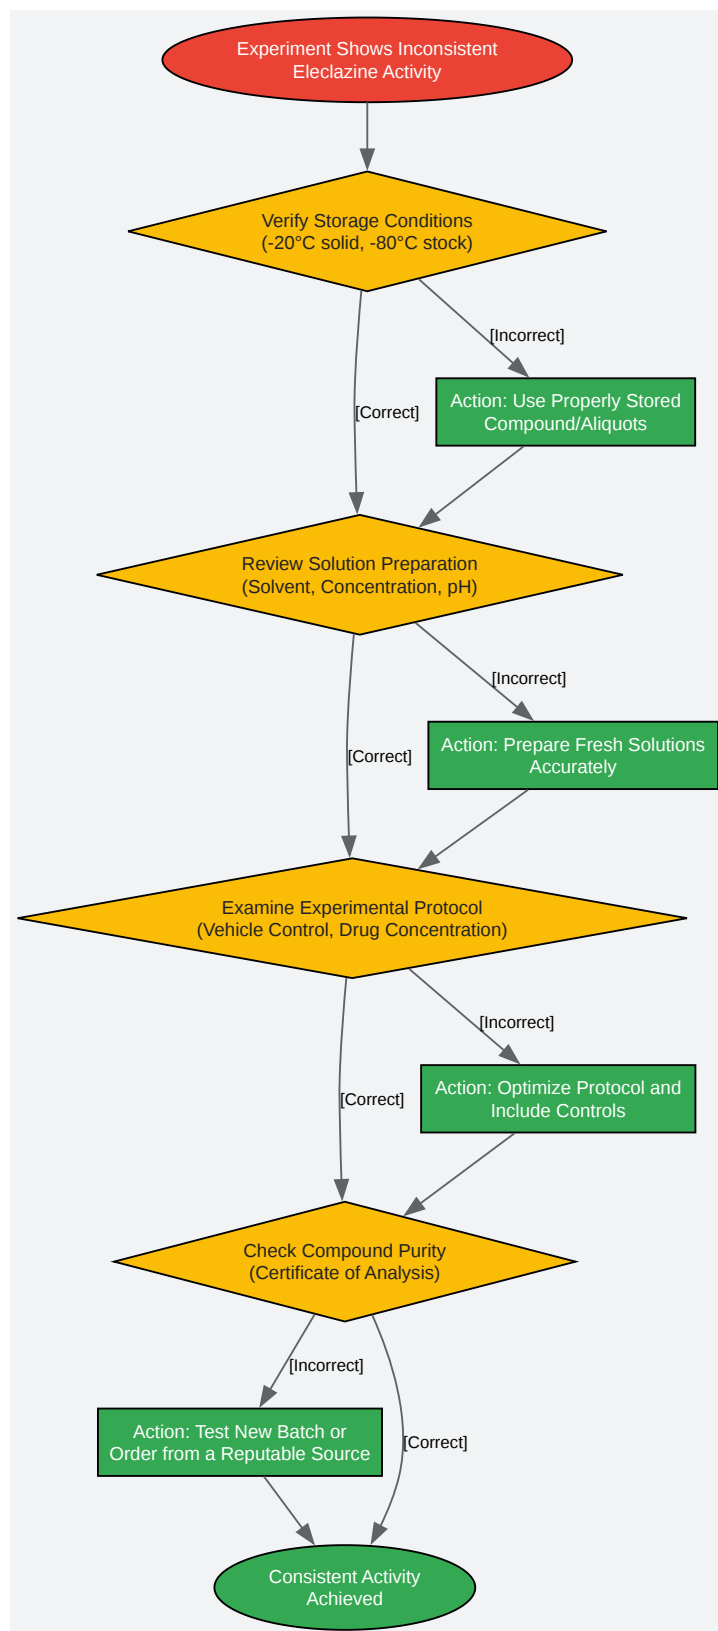 Experiment Shows Inconsistent
Eleclazine Activity
Verify Storage Conditions
(-20°C solid, -80°C stock)
[Incorrect]
[Correct]
Action: Use Properly Stored
Compound/Aliquots
Review Solution Preparation
(Solvent, Concentration, pH)
[Incorrect]
[Correct]
Action: Prepare Fresh Solutions
Accurately
Examine Experimental Protocol
(Vehicle Control, Drug Concentration)
[Incorrect]
[Correct]
Action: Optimize Protocol and
Include Controls
Check Compound Purity
(Certificate of Analysis)
[Incorrect]
[Correct]
Action: Test New Batch or
Order from a Reputable Source
Consistent Activity
Achieved